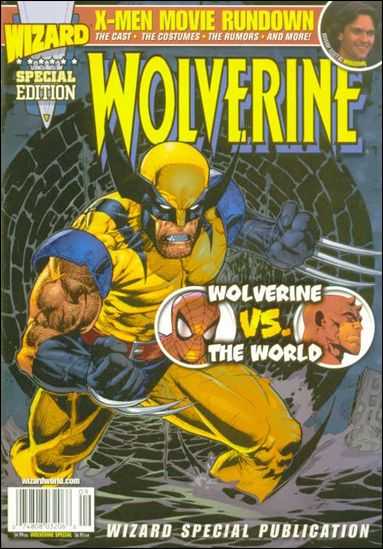 X-MEN MOVIE RUNDOWN
THE CAST • THE COSTUMES • THE RUMORS • AND MORE!
WIZARD
SPECIAL
EDITION
WOLVERINE
WOLVERINE
VS.
THE WORLD
wizardworld.com
09
WIZARD SPECIAL PUBLICATION